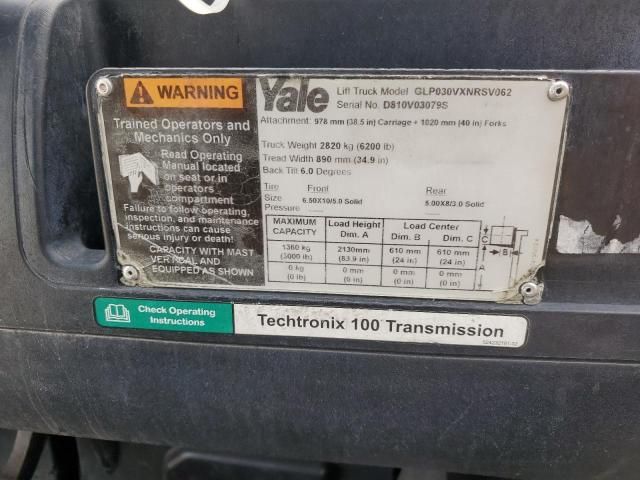 WARNING
Trained Operators and
Mechanics Only
Read Operating
Manual located
on seat or in
operators
compartment
Failure to follow operating,
inspection, and maintenance
instructions can cause
serious injury or death!
CAPACITY WITH MAST
VERTICAL AND
EQUIPPED AS SHOWN
Yale
Lift Truck Model GLP030VXNRSV062
Serial No. D810V03079S
Attachment: 978 mm (38.5 in) Carriage + 1020 mm (40 in) Forks
Truck Weight 2820 kg (6200 lb)
Tread Width 890 mm (34.9 in)
Back Tilt 6.0 Degrees
Tire Front Rear
Size 6.50X10/5.0 Solid 5.00X8/3.0 Solid
Pressure
MAXIMUM CAPACITY Load Height Dim. A Load Center Dim. B Dim. C
1360 kg 2130mm 610 mm 610 mm
(3000 lb) (83.9 in) (24 in) (24 in)
0 kg 0 mm 0 mm 0 mm
(0 lb) (0 in) (0 in) (0 in)
C
B
A
Check Operating
Instructions
Techtronix 100 Transmission